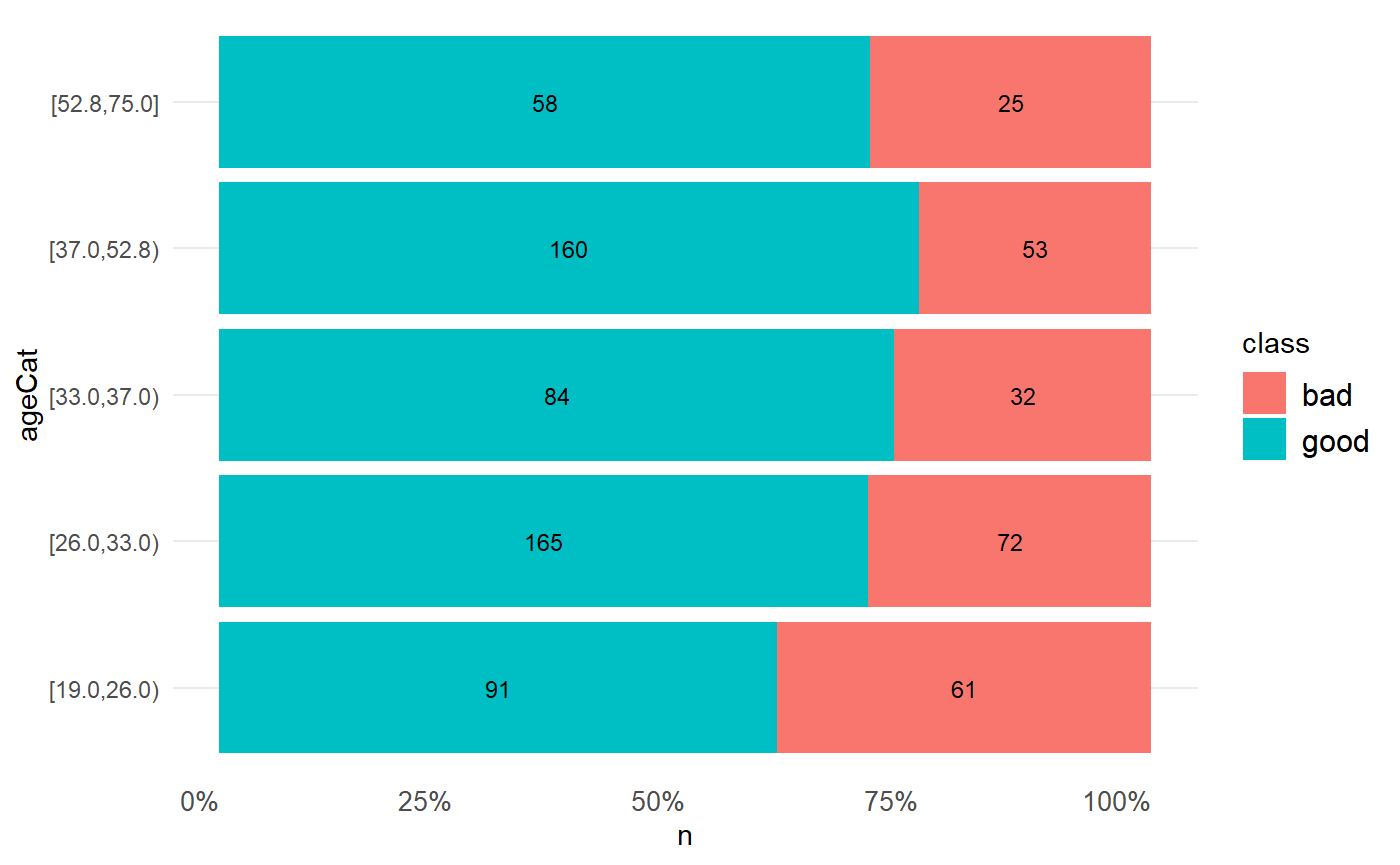 [52.8,75.0] 58 25
[37.0,52.8) 160 53
ageCat
[33.0,37.0) 84 32
[26.0,33.0) 165 72
[19.0,26.0) 91 61
0% 25% 50% 75% 100%
n
class
bad
good